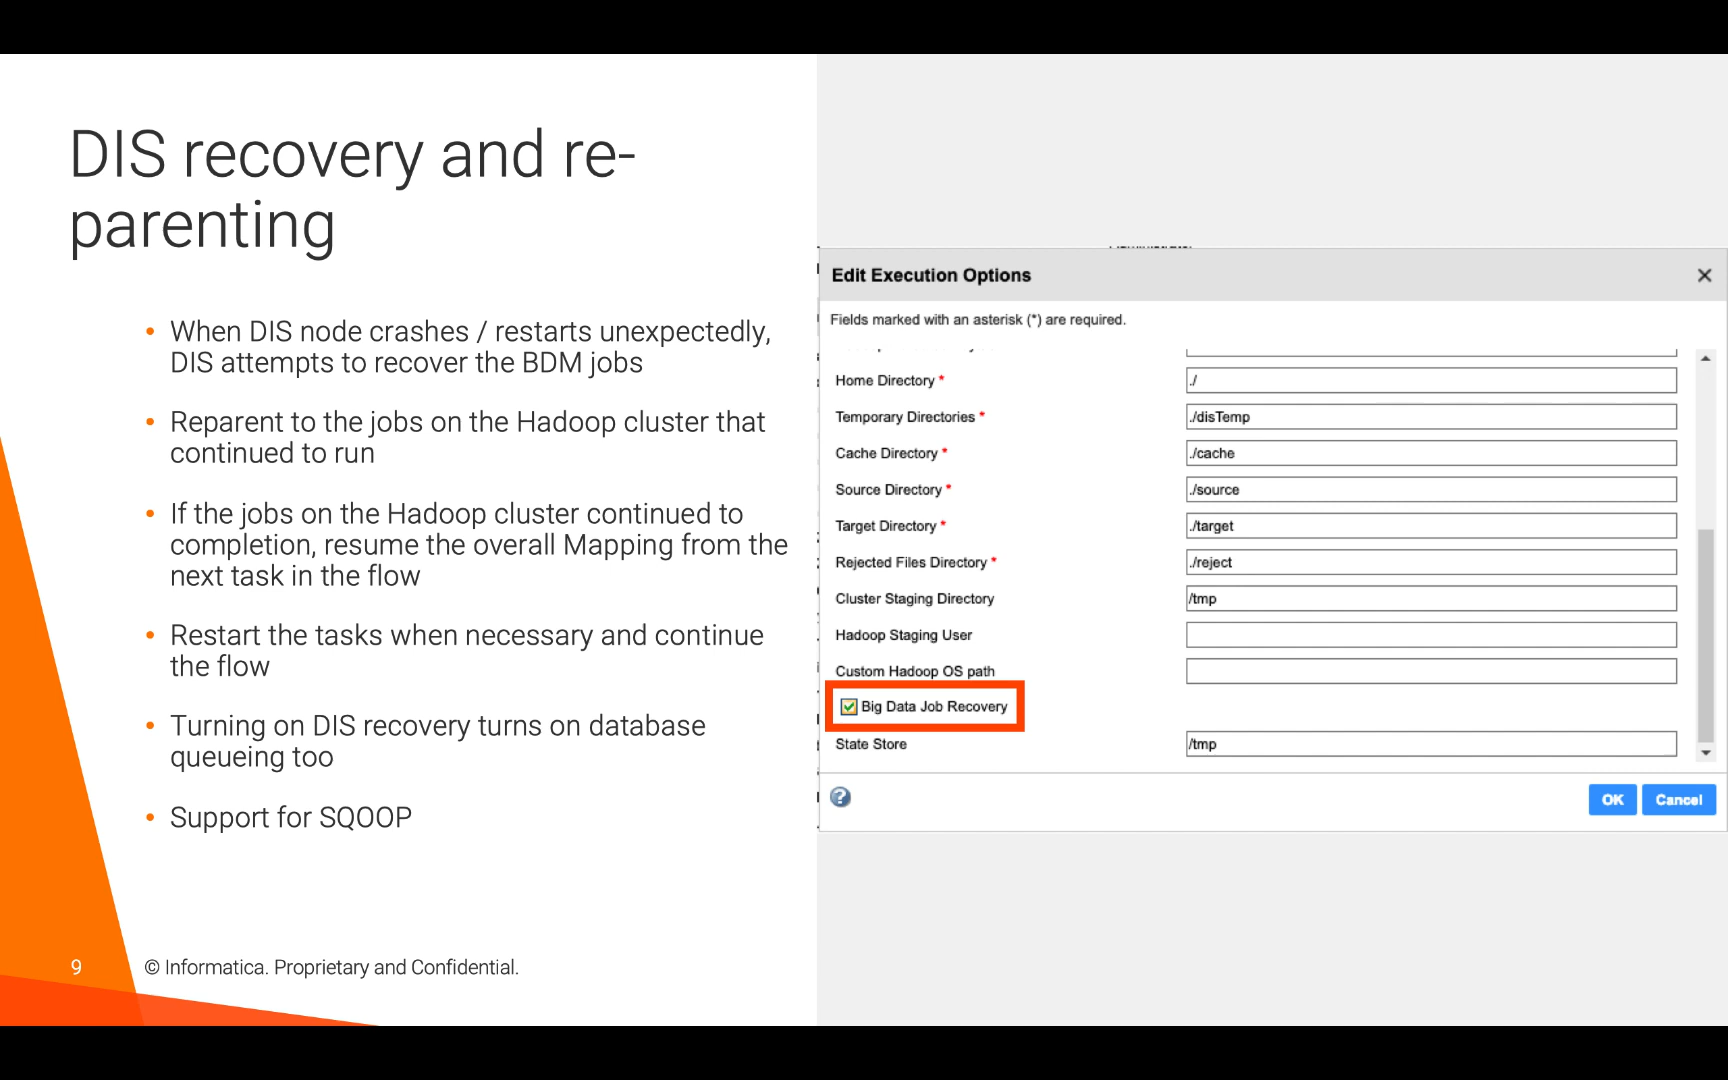 DIS recovery and re-
parenting
• When DIS node crashes / restarts unexpectedly,
DIS attempts to recover the BDM jobs
• Reparent to the jobs on the Hadoop cluster that
continued to run
• If the jobs on the Hadoop cluster continued to
completion, resume the overall Mapping from the
next task in the flow
• Restart the tasks when necessary and continue
the flow
• Turning on DIS recovery turns on database
queueing too
• Support for SQOOP
9
© Informatica. Proprietary and Confidential.
Edit Execution Options
Fields marked with an asterisk (*) are required.
Home Directory * ./
Temporary Directories * ./disTemp
Cache Directory * ./cache
Source Directory * ./source
Target Directory * ./target
Rejected Files Directory * ./reject
Cluster Staging Directory /tmp
Hadoop Staging User
Custom Hadoop OS path
Big Data Job Recovery
State Store /tmp
OK Cancel